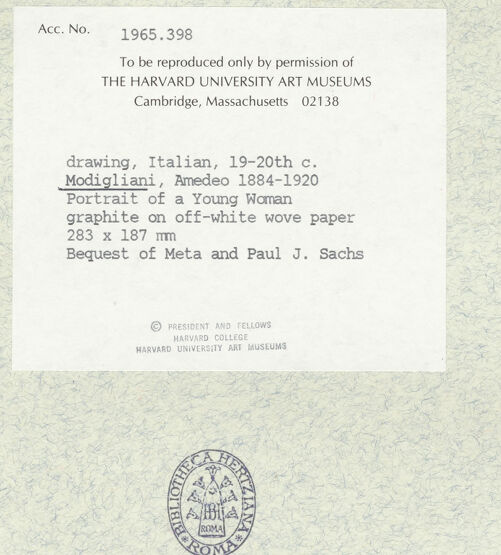 Acc. No. 1965.398
To be reproduced only by permission of
THE HARVARD UNIVERSITY ART MUSEUMS
Cambridge, Massachusetts 02138
drawing, Italian, 19-20th c.
Modigliani, Amedeo 1884-1920
Portrait of a Young Woman
graphite on off-white wove paper
283 x 187 mm
Bequest of Meta and Paul J. Sachs
© PRESIDENT AND FELLOWS
HARVARD COLLEGE
HARVARD UNIVERSITY ART MUSEUMS
BIBLIOTHECA HERTZIANA
ROMA
ROMA